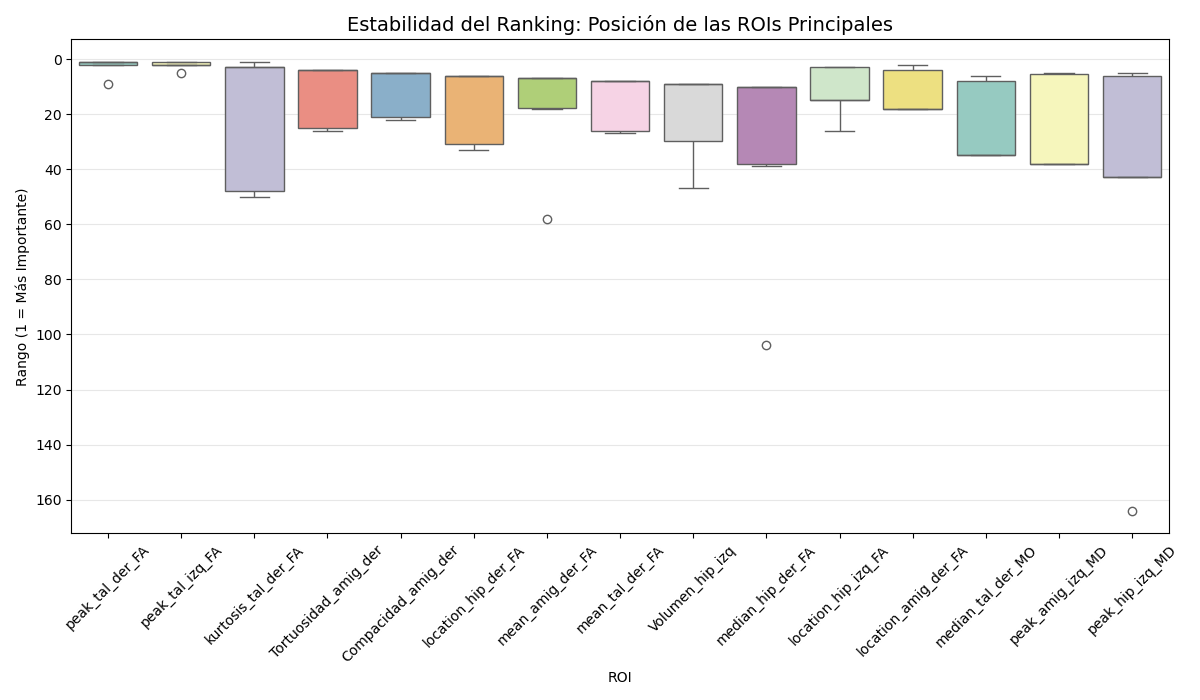 Estabilidad del Ranking: Posición de las ROIs Principales
Rango (1 = Más Importante)
0
20
40
60
80
100
120
140
160
peak_tal_der_FA
peak_tal_izq_FA
kurtosis_tal_der_FA
Tortuosidad_amig_der
Compacidad_amig_der
location_hip_der_FA
mean_amig_der_FA
mean_tal_der_FA
Volumen_hip_izq
median_hip_der_FA
location_hip_izq_FA
location_amig_der_FA
median_tal_der_MO
peak_amig_izq_MD
peak_hip_izq_MD
ROI